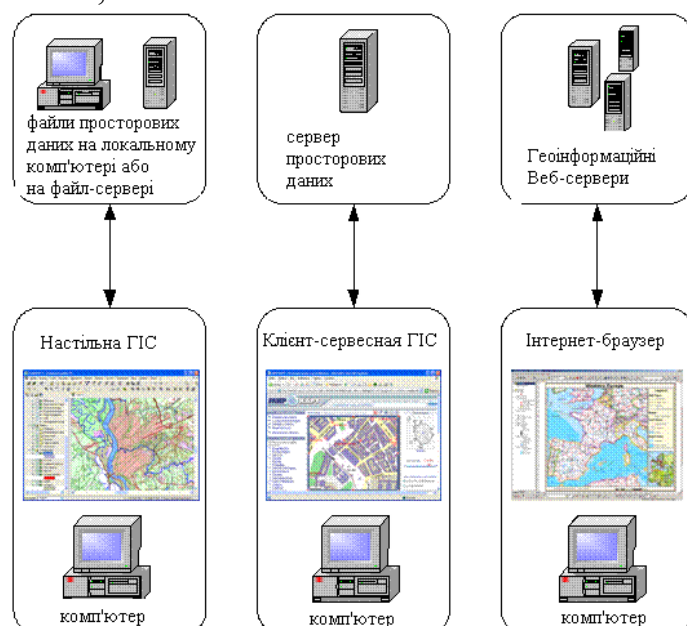 файли просторових
даних на локальному
комп'ютері або
на файл-сервері
сервер
просторових
даних
Геоінформаційні
Веб-сервери
Настільна ГІС
Клієнт-сервесная ГІС
Інтернет-браузер
комп'ютер
комп'ютер
комп'ютер